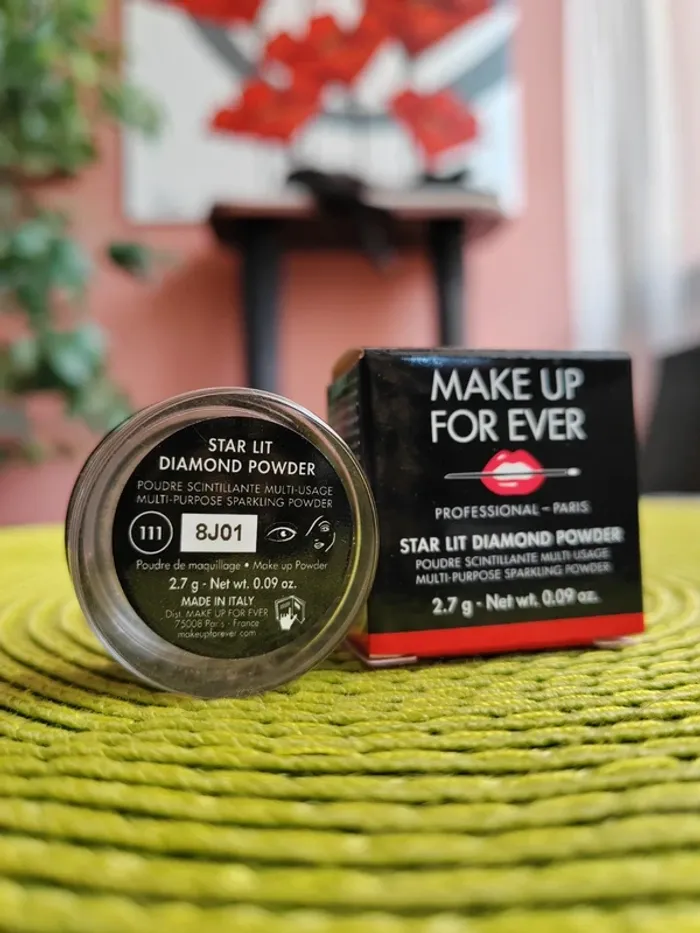 STAR LIT
DIAMOND POWDER
POUDRE SCINTILLANTE MULTI-USAGE
MULTI-PURPOSE SPARKLING POWDER
111
8J01
Poudre de maquillage • Make up Powder
2.7 g - Net wt. 0.09 oz.
MADE IN ITALY
Dist. MAKE UP FOR EVER
75008 Paris - France
makeupforever.com
MAKE UP
FOR EVER
PROFESSIONAL – PARIS
STAR LIT DIAMOND POWDER
POUDRE SCINTILLANTE MULTI-USAGE
MULTI-PURPOSE SPARKLING POWDER
2.7 g - Net wt. 0.09 oz.